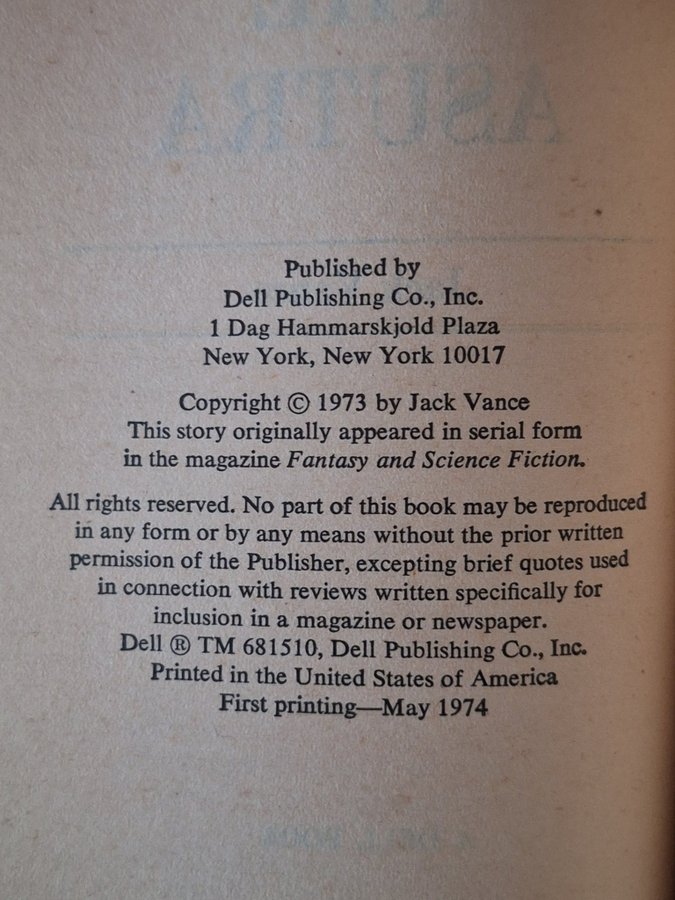 THE
ASUTRA
Published by
Dell Publishing Co., Inc.
1 Dag Hammarskjold Plaza
New York, New York 10017
Copyright © 1973 by Jack Vance
This story originally appeared in serial form
in the magazine Fantasy and Science Fiction.
All rights reserved. No part of this book may be reproduced
in any form or by any means without the prior written
permission of the Publisher, excepting brief quotes used
in connection with reviews written specifically for
inclusion in a magazine or newspaper.
Dell ® TM 681510, Dell Publishing Co., Inc.
Printed in the United States of America
First printing—May 1974
A DELL BOOK